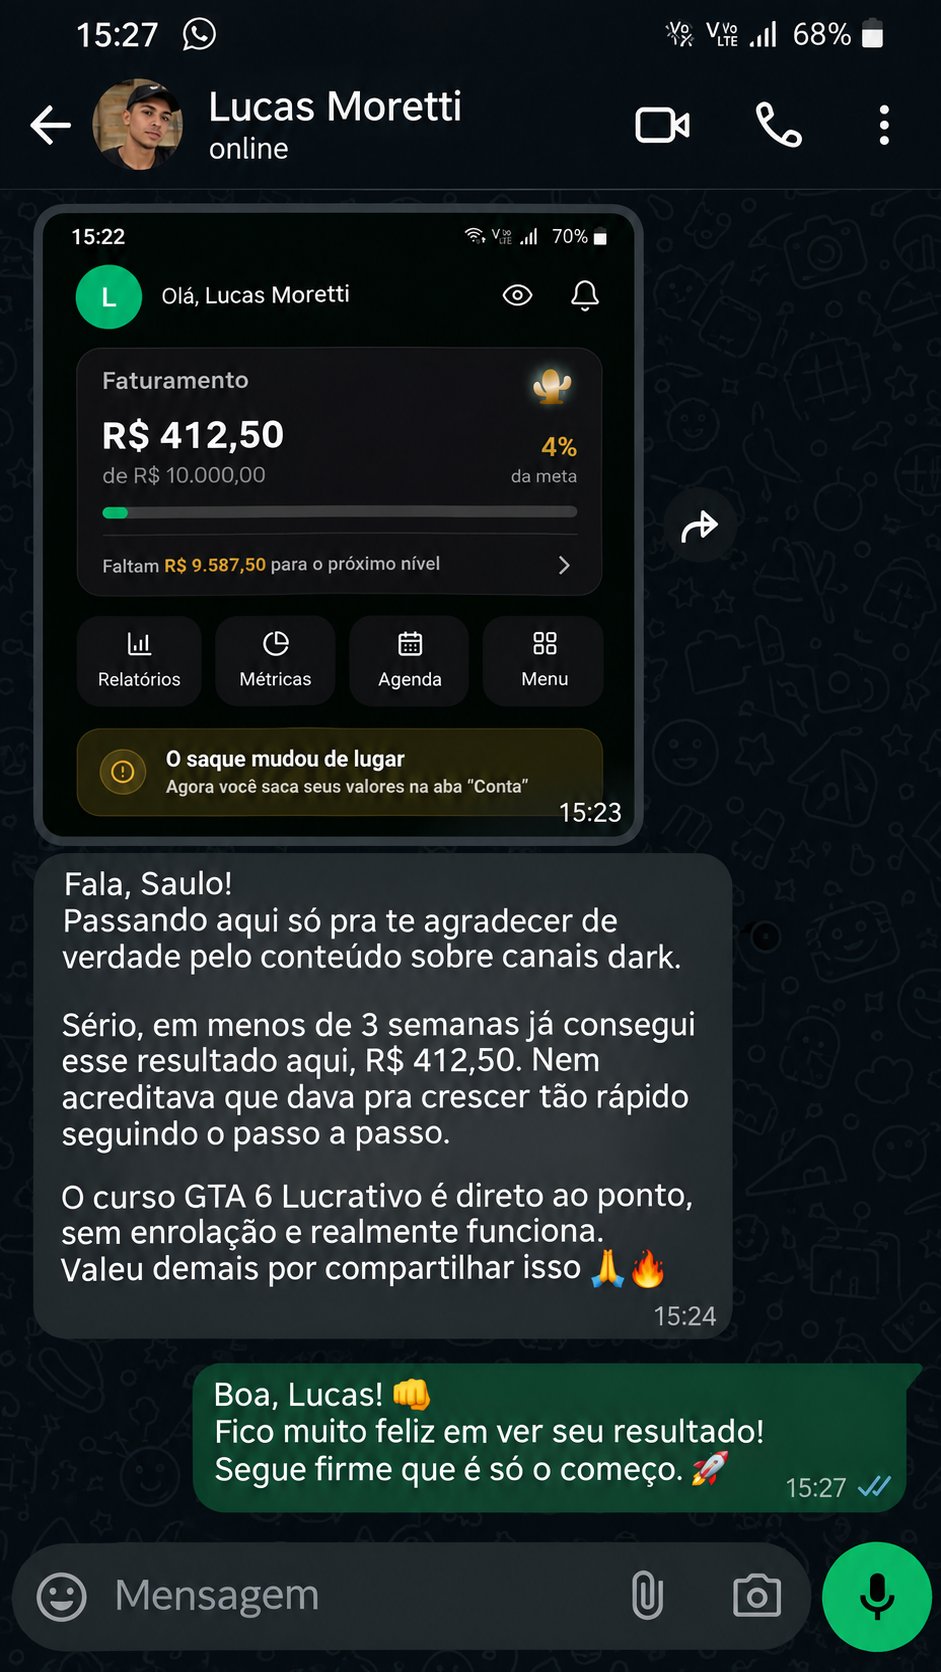 15:27
Vo
LTE
68%
Lucas Moretti
online
15:22
70%
L
Olá, Lucas Moretti
Faturamento
R$ 412,50
4%
de R$ 10.000,00
da meta
Faltam R$ 9.587,50 para o próximo nível
Relatórios
Métricas
Agenda
Menu
O saque mudou de lugar
Agora você saca seus valores na aba “Conta”
15:23
Fala, Saulo!
Passando aqui só pra te agradecer de
verdade pelo conteúdo sobre canais dark.
Sério, em menos de 3 semanas já consegui
esse resultado aqui, R$ 412,50. Nem
acreditava que dava pra crescer tão rápido
seguindo o passo a passo.
O curso GTA 6 Lucrativo é direto ao ponto,
sem enrolação e realmente funciona.
Valeu demais por compartilhar isso 🙏🔥
15:24
Boa, Lucas! 👊
Fico muito feliz em ver seu resultado!
Segue firme que é só o começo. 🚀
15:27
Mensagem